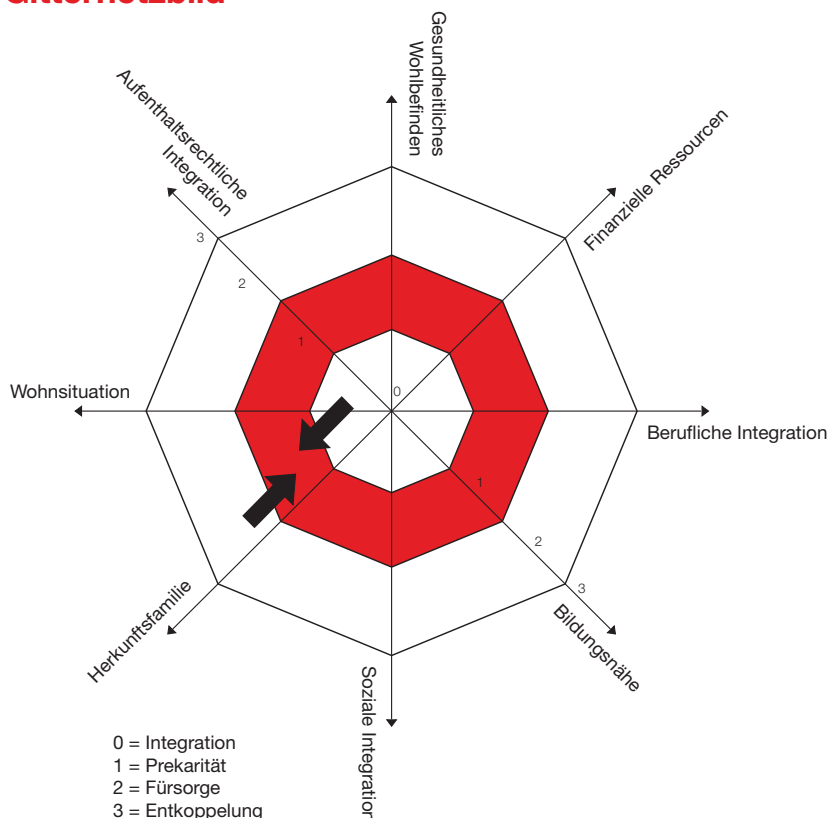 Gitternetzbild
Gesundheitliches
Wohlbefinden
Aufenthaltsrechtliche
Integration
Finanzielle Ressourcen
3
2
1
0
Wohnsituation
Berufliche Integration
1
2
3
Herkunftsfamilie
Bildungsnähe
Soziale Integration
0 = Integration
1 = Prekarität
2 = Fürsorge
3 = Entkoppelung